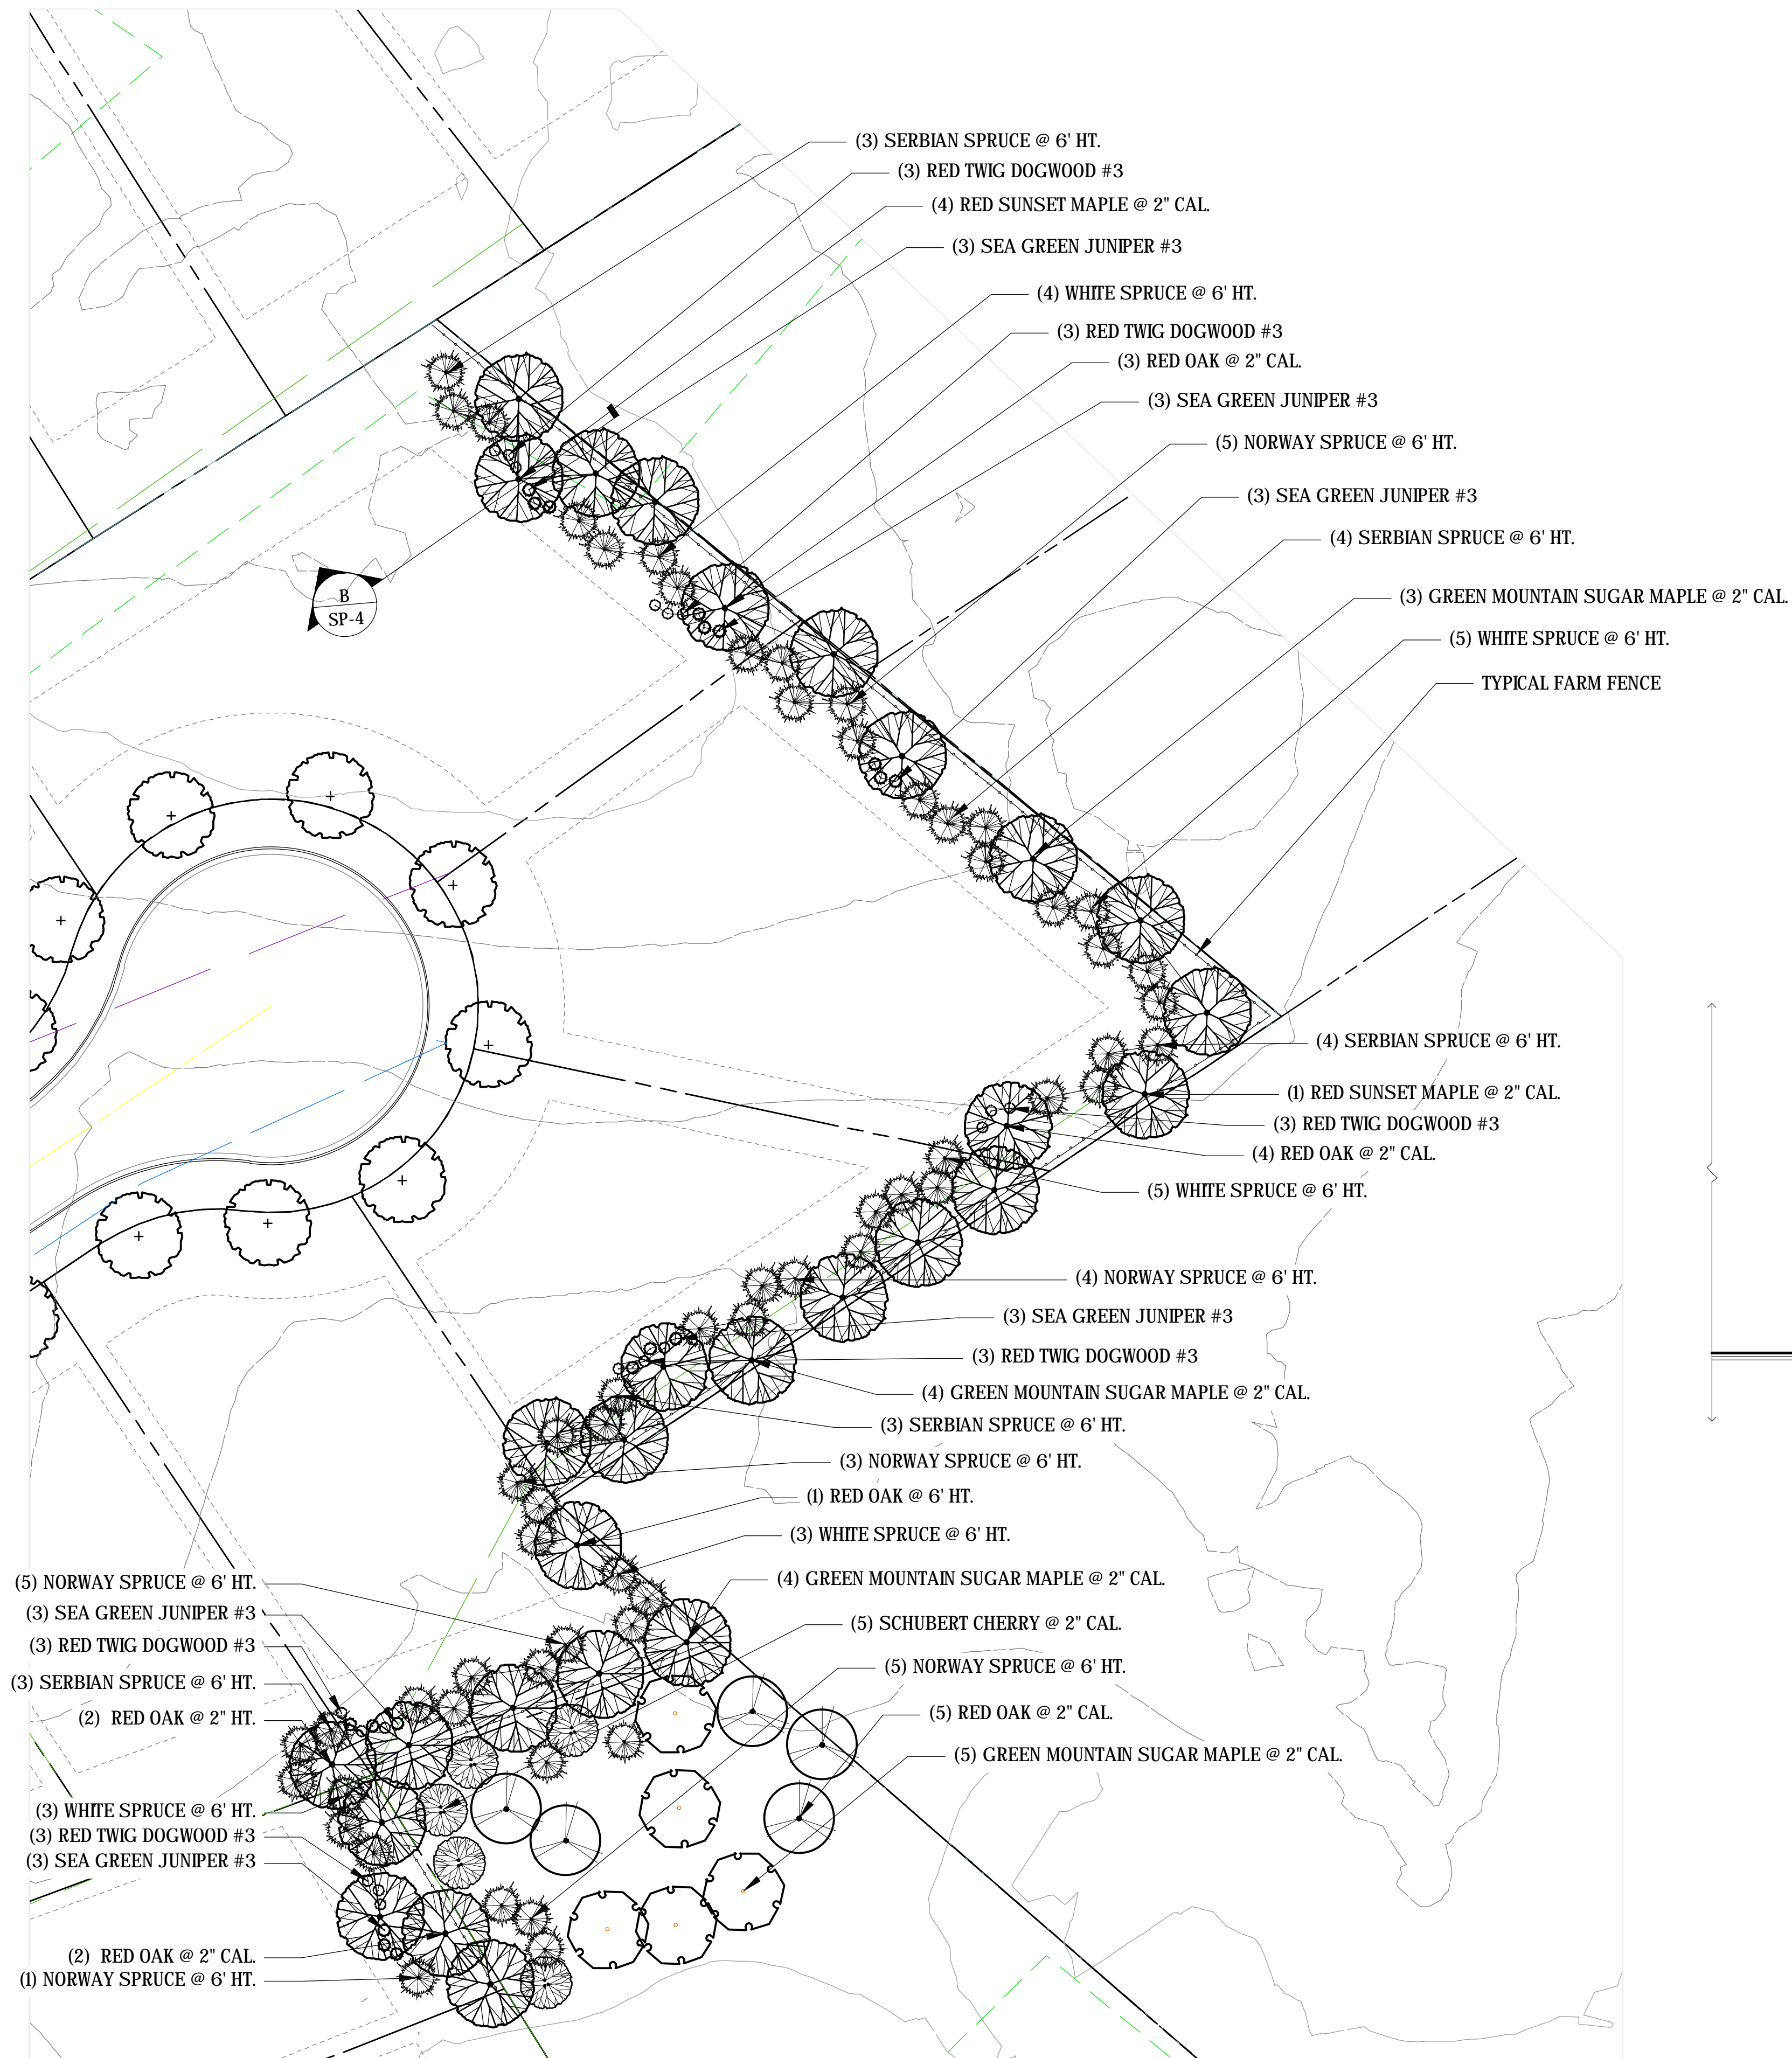 (3) SERBIAN SPRUCE @ 6' HT.
(3) RED TWIG DOGWOOD #3
(4) RED SUNSET MAPLE @ 2" CAL.
(3) SEA GREEN JUNIPER #3
(4) WHITE SPRUCE @ 6' HT.
(3) RED TWIG DOGWOOD #3
(3) RED OAK @ 2" CAL.
(3) SEA GREEN JUNIPER #3
(5) NORWAY SPRUCE @ 6' HT.
(3) SEA GREEN JUNIPER #3
(4) SERBIAN SPRUCE @ 6' HT.
B
SP-4
(3) GREEN MOUNTAIN SUGAR MAPLE @ 2" CAL.
(5) WHITE SPRUCE @ 6' HT.
TYPICAL FARM FENCE
(4) SERBIAN SPRUCE @ 6' HT.
(1) RED SUNSET MAPLE @ 2" CAL.
(3) RED TWIG DOGWOOD #3
(4) RED OAK @ 2" CAL.
(5) WHITE SPRUCE @ 6' HT.
(4) NORWAY SPRUCE @ 6' HT.
(3) SEA GREEN JUNIPER #3
(3) RED TWIG DOGWOOD #3
(4) GREEN MOUNTAIN SUGAR MAPLE @ 2" CAL.
(3) SERBIAN SPRUCE @ 6' HT.
(3) NORWAY SPRUCE @ 6' HT.
(1) RED OAK @ 6' HT.
(3) WHITE SPRUCE @ 6' HT.
(4) GREEN MOUNTAIN SUGAR MAPLE @ 2" CAL.
(5) SCHUBERT CHERRY @ 2" CAL.
(5) NORWAY SPRUCE @ 6' HT.
(5) RED OAK @ 2" CAL.
(5) GREEN MOUNTAIN SUGAR MAPLE @ 2" CAL.
(5) NORWAY SPRUCE @ 6' HT.
(3) SEA GREEN JUNIPER #3
(3) RED TWIG DOGWOOD #3
(3) SERBIAN SPRUCE @ 6' HT.
(2) RED OAK @ 2" HT.
(3) WHITE SPRUCE @ 6' HT.
(3) RED TWIG DOGWOOD #3
(3) SEA GREEN JUNIPER #3
(2) RED OAK @ 2" CAL.
(1) NORWAY SPRUCE @ 6' HT.